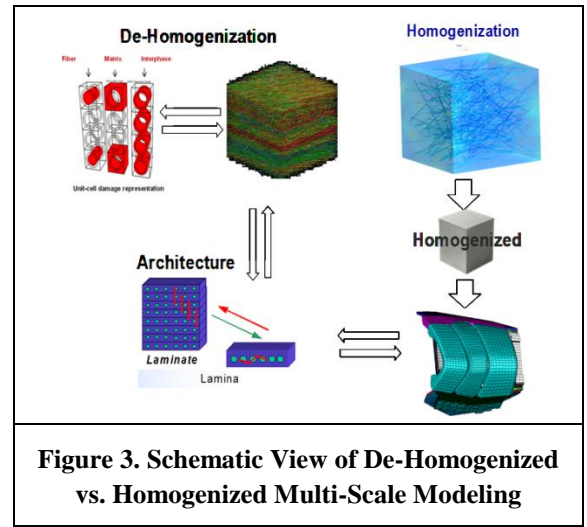 De-Homogenization
Homogenization
Fiber Matrix Interphase
Unit-cell damage representation
Homogenized
Architecture
Laminate
Lamina
Figure 3. Schematic View of De-Homogenized
vs. Homogenized Multi-Scale Modeling